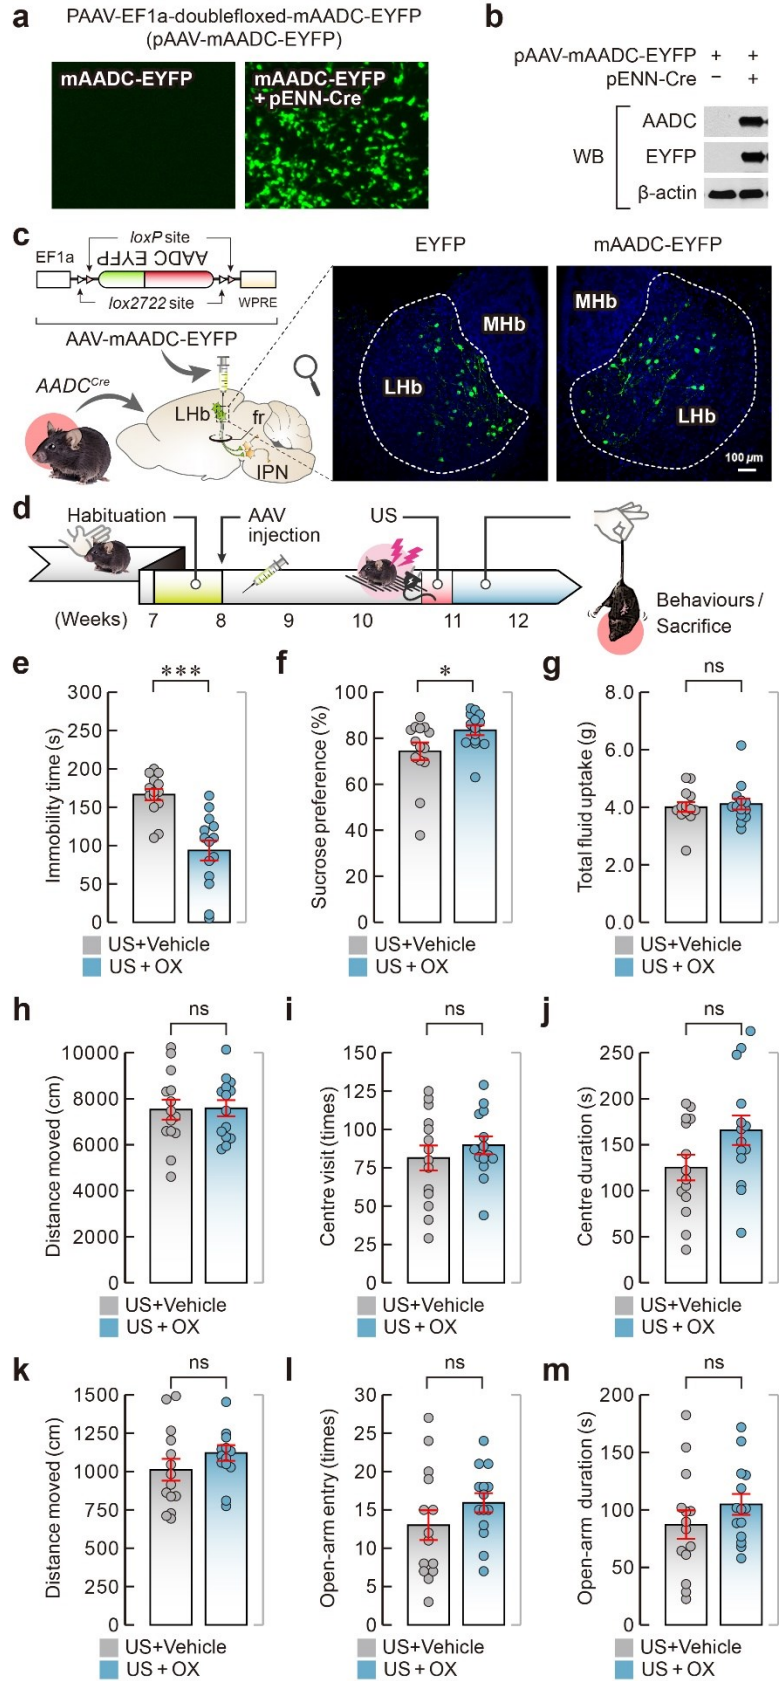 a
PAAV-EF1a-doublefloxed-mAADC-EYFP
(pAAV-mAADC-EYFP)
mAADC-EYFP
mAADC-EYFP
+ pENN-Cre
b
pAAV-mAADC-EYFP + +
pENN-Cre − +
WB
AADC
EYFP
β-actin
c
loxP site
EF1a
AADC EYFP
lox2722 site
WPRE
AAV-mAADC-EYFP
AADC^Cre
LHb
fr
IPN
EYFP
MHb
LHb
mAADC-EYFP
MHb
LHb
100 µm
d
Habituation
AAV
injection
US
(Weeks) 7 8 9 10 11 12
Behaviours /
Sacrifice
e
***
Immobility time (s)
300
250
200
150
100
50
0
US+Vehicle
US + OX
f
*
Sucrose preference (%)
100
80
60
40
20
0
US+Vehicle
US + OX
g
ns
Total fluid uptake (g)
8.0
6.0
4.0
2.0
0.0
US+Vehicle
US + OX
h
ns
Distance moved (cm)
10000
8000
6000
4000
2000
0
US+Vehicle
US + OX
i
ns
Centre visit (times)
150
125
100
75
50
25
0
US+Vehicle
US + OX
j
ns
Centre duration (s)
250
200
150
100
50
0
US+Vehicle
US + OX
k
ns
Distance moved (cm)
1500
1250
1000
750
500
250
0
US+Vehicle
US + OX
l
ns
Open-arm entry (times)
30
25
20
15
10
5
0
US+Vehicle
US + OX
m
ns
Open-arm duration (s)
200
150
100
50
0
US+Vehicle
US + OX